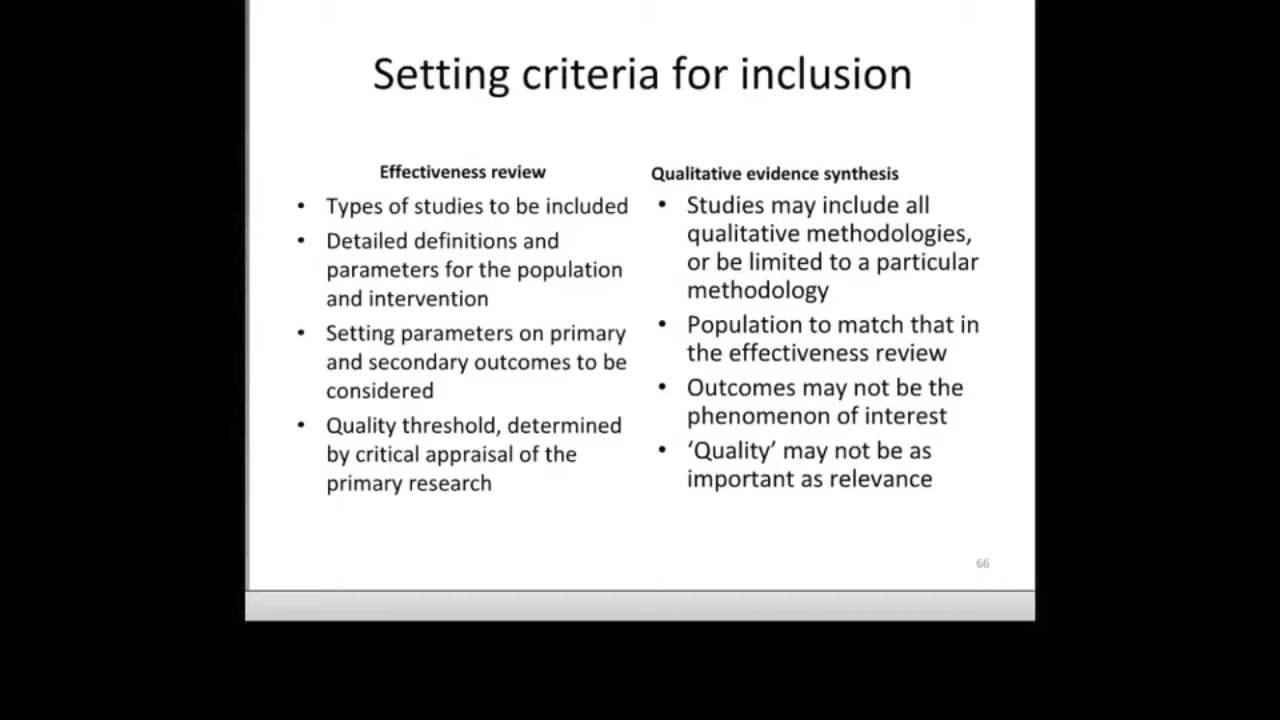 Setting criteria for inclusion
Effectiveness review
• Types of studies to be included
• Detailed definitions and
parameters for the population
and intervention
• Setting parameters on primary
and secondary outcomes to be
considered
• Quality threshold, determined
by critical appraisal of the
primary research
Qualitative evidence synthesis
• Studies may include all
qualitative methodologies,
or be limited to a particular
methodology
• Population to match that in
the effectiveness review
• Outcomes may not be the
phenomenon of interest
• ‘Quality’ may not be as
important as relevance
66